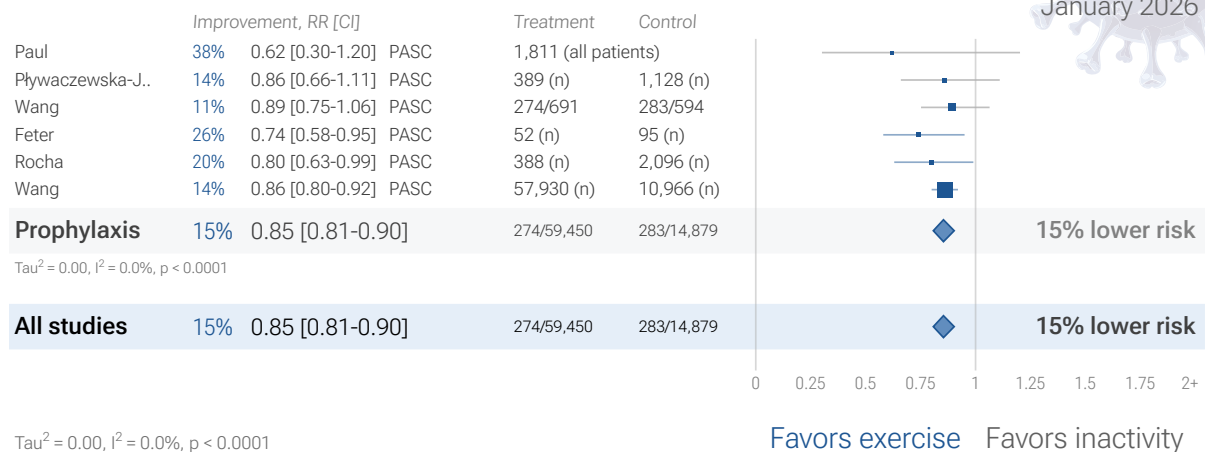 January 2026
Improvement, RR [CI] Treatment Control
Paul 38% 0.62 [0.30-1.20] PASC 1,811 (all patients)
Pływaczewska-J.. 14% 0.86 [0.66-1.11] PASC 389 (n) 1,128 (n)
Wang 11% 0.89 [0.75-1.06] PASC 274/691 283/594
Feter 26% 0.74 [0.58-0.95] PASC 52 (n) 95 (n)
Rocha 20% 0.80 [0.63-0.99] PASC 388 (n) 2,096 (n)
Wang 14% 0.86 [0.80-0.92] PASC 57,930 (n) 10,966 (n)
Prophylaxis 15% 0.85 [0.81-0.90] 274/59,450 283/14,879 15% lower risk
Tau² = 0.00, I² = 0.0%, p < 0.0001
All studies 15% 0.85 [0.81-0.90] 274/59,450 283/14,879 15% lower risk
0 0.25 0.5 0.75 1 1.25 1.5 1.75 2+
Tau² = 0.00, I² = 0.0%, p < 0.0001 Favors exercise Favors inactivity